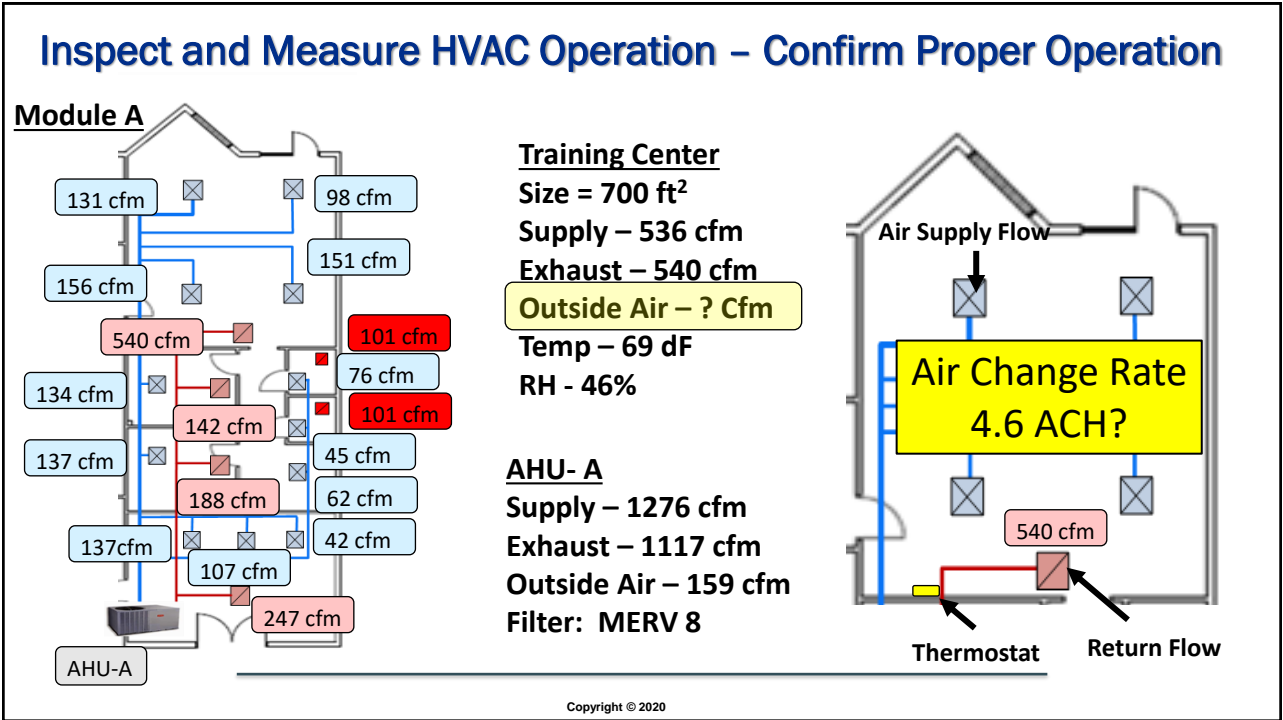 Inspect and Measure HVAC Operation – Confirm Proper Operation
Module A
131 cfm
98 cfm
151 cfm
156 cfm
540 cfm
101 cfm
76 cfm
134 cfm
101 cfm
142 cfm
45 cfm
137 cfm
188 cfm
62 cfm
137cfm
42 cfm
107 cfm
247 cfm
AHU-A
Training Center
Size = 700 ft²
Supply – 536 cfm
Exhaust – 540 cfm
Outside Air – ? Cfm
Temp – 69 dF
RH - 46%
AHU- A
Supply – 1276 cfm
Exhaust – 1117 cfm
Outside Air – 159 cfm
Filter: MERV 8
Air Supply Flow
Air Change Rate
4.6 ACH?
540 cfm
Thermostat
Return Flow
Copyright © 2020